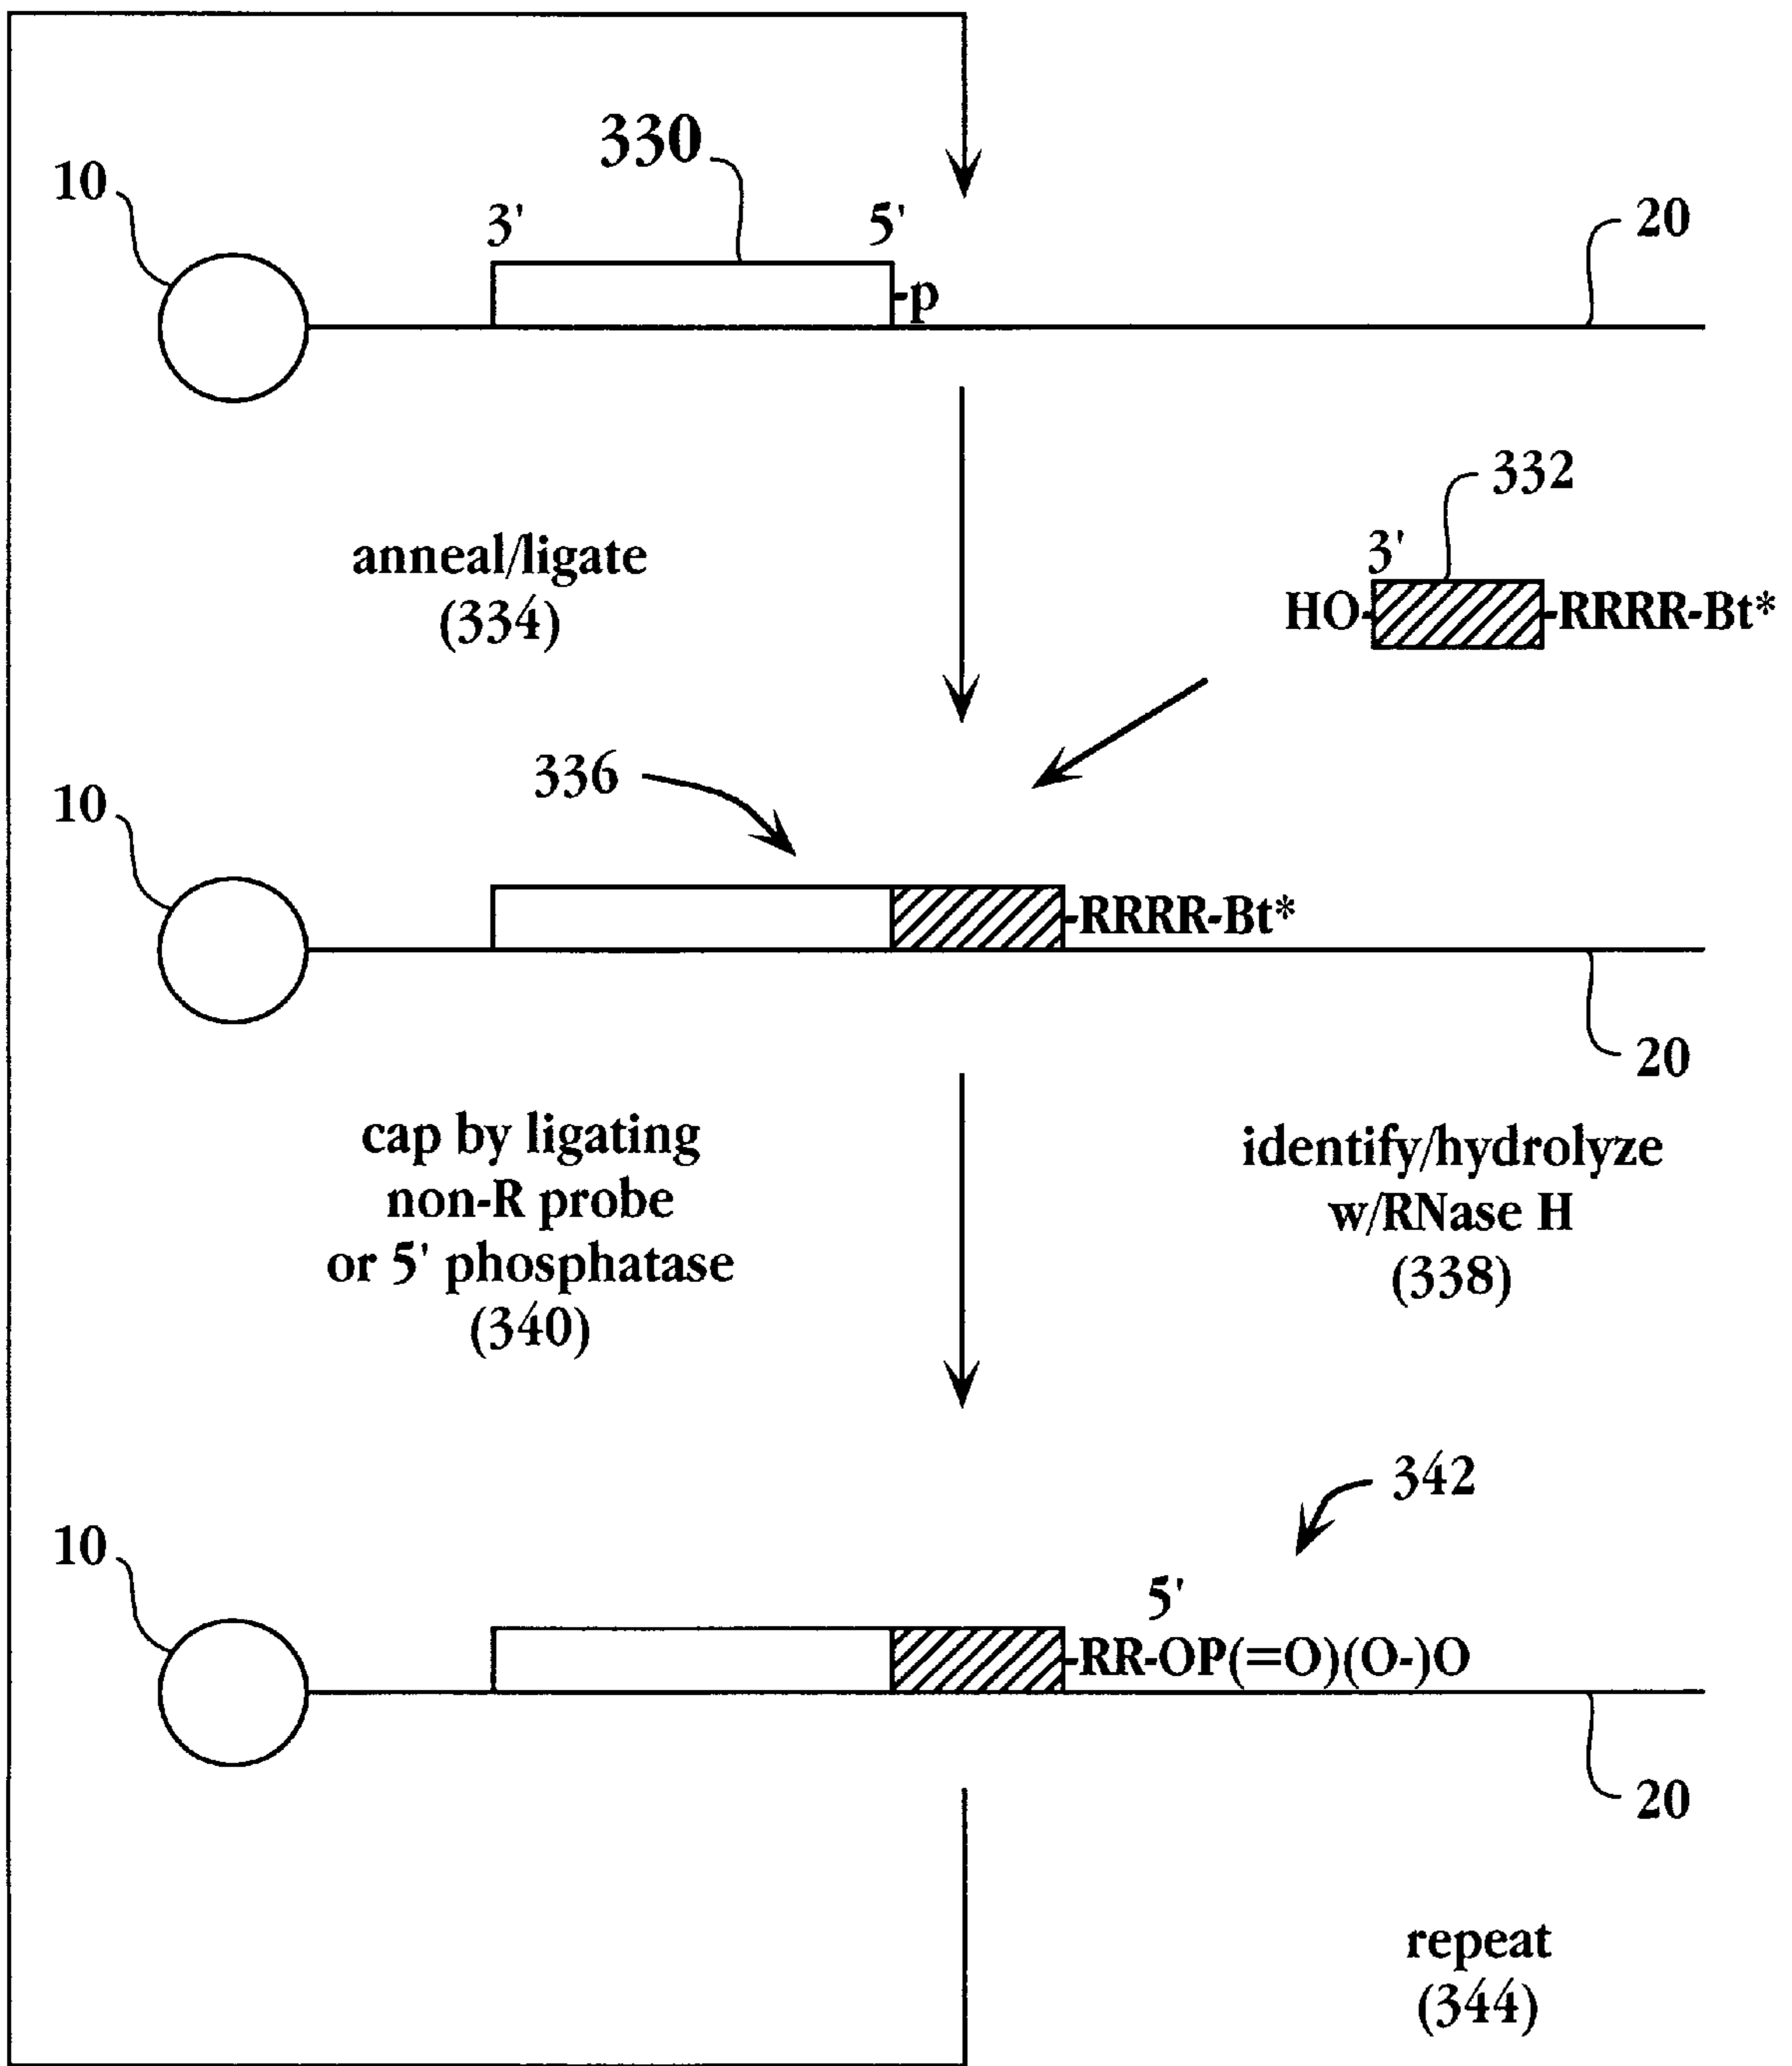 330
10
3'
5'
20
-p
332
3'
anneal/ligate
(334)
HO-
-RRRR-Bt*
336
10
-RRRR-Bt*
20
cap by ligating
non-R probe
or 5' phosphatase
(340)
identify/hydrolyze
w/RNase H
(338)
342
10
5'
-RR-OP(=O)(O-)O
20
repeat
(344)